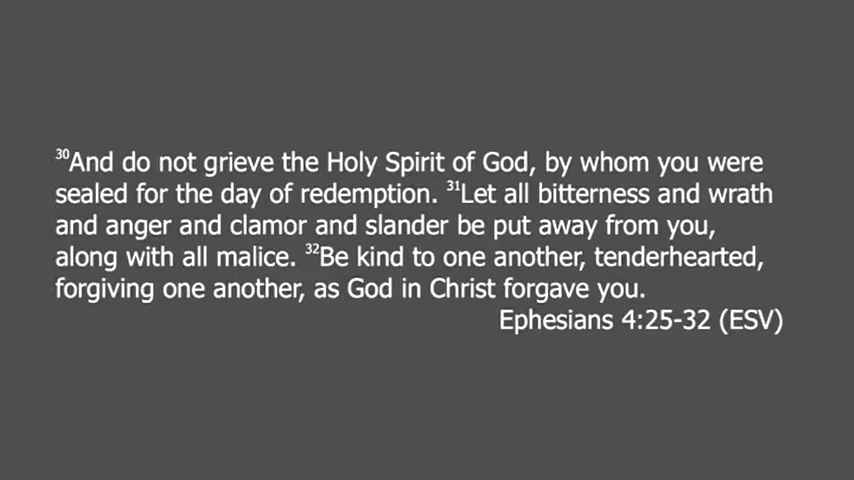 30And do not grieve the Holy Spirit of God, by whom you were
sealed for the day of redemption. 31Let all bitterness and wrath
and anger and clamor and slander be put away from you,
along with all malice. 32Be kind to one another, tenderhearted,
forgiving one another, as God in Christ forgave you.
Ephesians 4:25-32 (ESV)